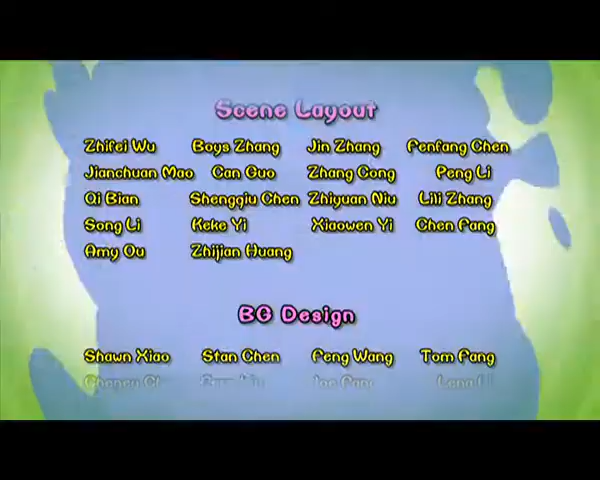 Scene Layout
Zhifei Wu Boys Zhang Jin Zhang Fenfang Chen
Jianchuan Mao Can Guo Zhang Cong Peng Li
Qi Bian Shengqiu Chen Zhiyuan Niu Lili Zhang
Song Li Keke Yi Xiaowen Yi Chen Fang
Amy Ou Zhijian Huang
BG Design
Shawn Xiao Stan Chen Feng Wang Tom Fang